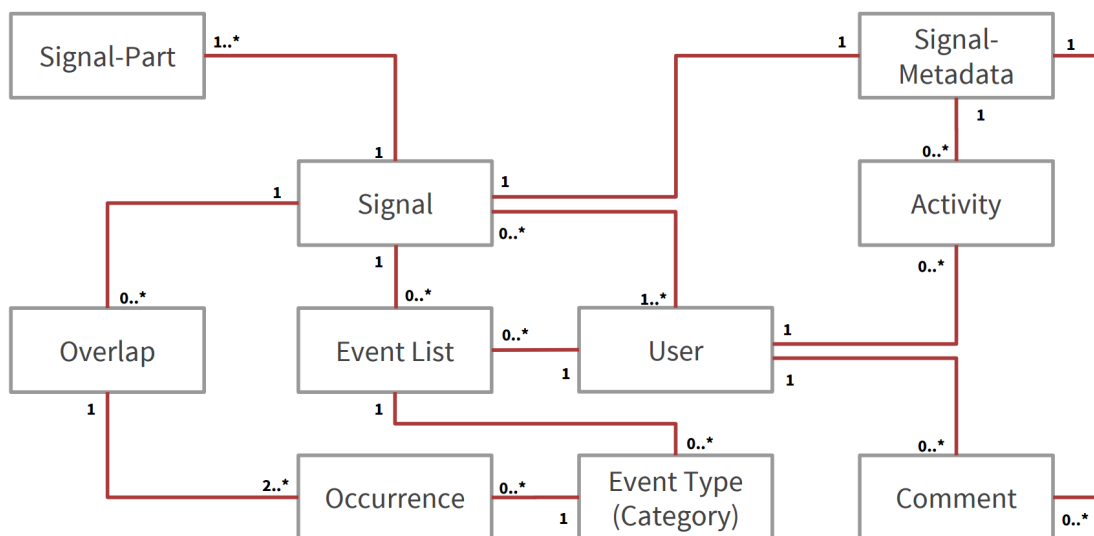 Signal-Part
1..*
1
Signal-
Metadata
1
1
0..*
1
Signal
1
1
0..*
Activity
0..*
0..*
1
0..*
1..*
Overlap
Event List
0..*
1
User
1
1
1
1
0..*
0..*
2..*
Occurrence
0..*
1
Event Type
(Category)
Comment
0..*